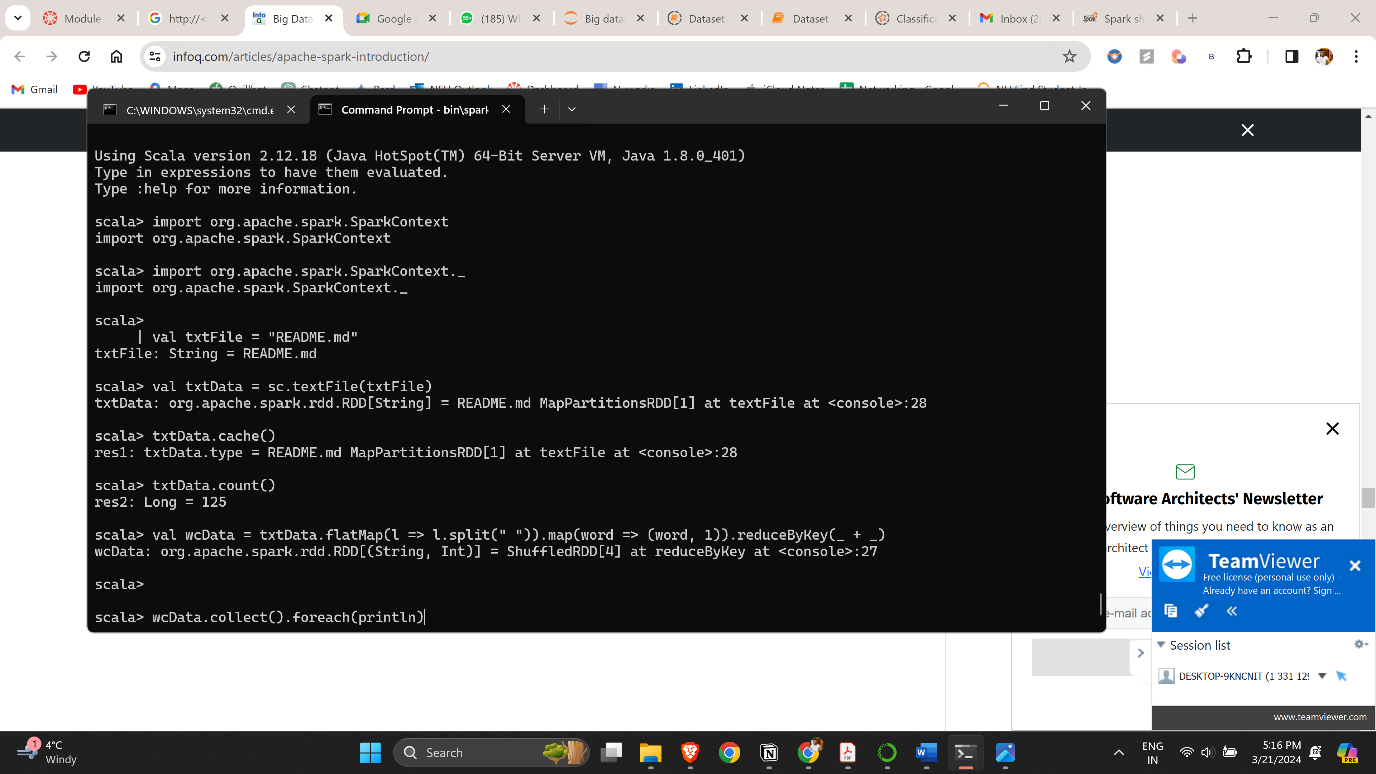 Module
http://<
Big Data
Google
(185) W
Big data,
Dataset
Dataset
Classific
Inbox (2
Spark sh
infoq.com/articles/apache-spark-introduction/
Gmail
C:\WINDOWS\system32\cmd.e
Command Prompt - bin\spark
Using Scala version 2.12.18 (Java HotSpot(TM) 64-Bit Server VM, Java 1.8.0_401)
Type in expressions to have them evaluated.
Type :help for more information.
scala> import org.apache.spark.SparkContext
import org.apache.spark.SparkContext
scala> import org.apache.spark.SparkContext._
import org.apache.spark.SparkContext._
scala>
| val txtFile = "README.md"
txtFile: String = README.md
scala> val txtData = sc.textFile(txtFile)
txtData: org.apache.spark.rdd.RDD[String] = README.md MapPartitionsRDD[1] at textFile at <console>:28
scala> txtData.cache()
res1: txtData.type = README.md MapPartitionsRDD[1] at textFile at <console>:28
scala> txtData.count()
res2: Long = 125
scala> val wcData = txtData.flatMap(l => l.split(" ")).map(word => (word, 1)).reduceByKey(_ + _)
wcData: org.apache.spark.rdd.RDD[(String, Int)] = ShuffledRDD[4] at reduceByKey at <console>:27
scala>
scala> wcData.collect().foreach(println)
oftware Architects' Newsletter
verview of things you need to know as an
rchitect
Vi
e-mail ad
TeamViewer
Free license (personal use only) -
Already have an account? Sign ...
Session list
DESKTOP-9KNCNIT (1 331 129
www.teamviewer.com
1
4°C
Windy
Search
ENG
IN
5:16 PM
3/21/2024
PRE